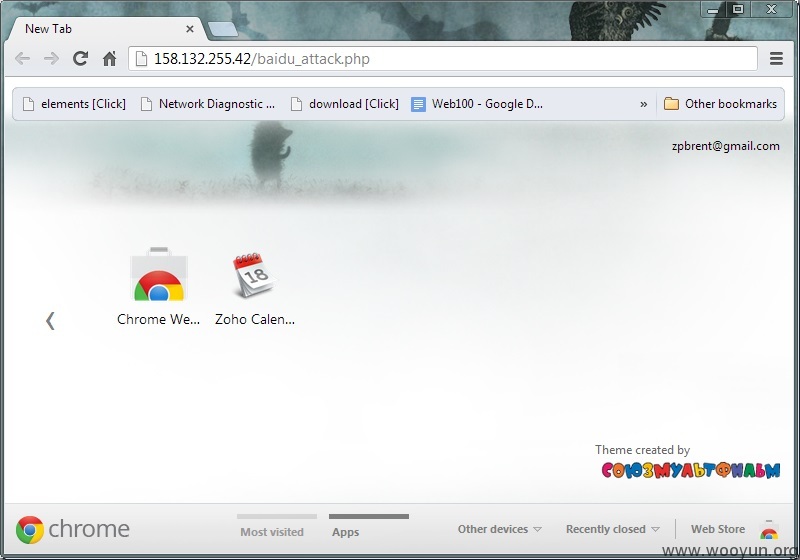 New Tab
158.132.255.42/baidu_attack.php
elements [Click] Network Diagnostic ... download [Click] Web100 - Google D... » Other bookmarks
zpbrent@gmail.com
Chrome We... Zoho Calen...
18
Theme created by
СОЮЗМУЛЬТФИЛЬМ
chrome Most visited Apps Other devices Recently closed Web Store
www.wooyun.org